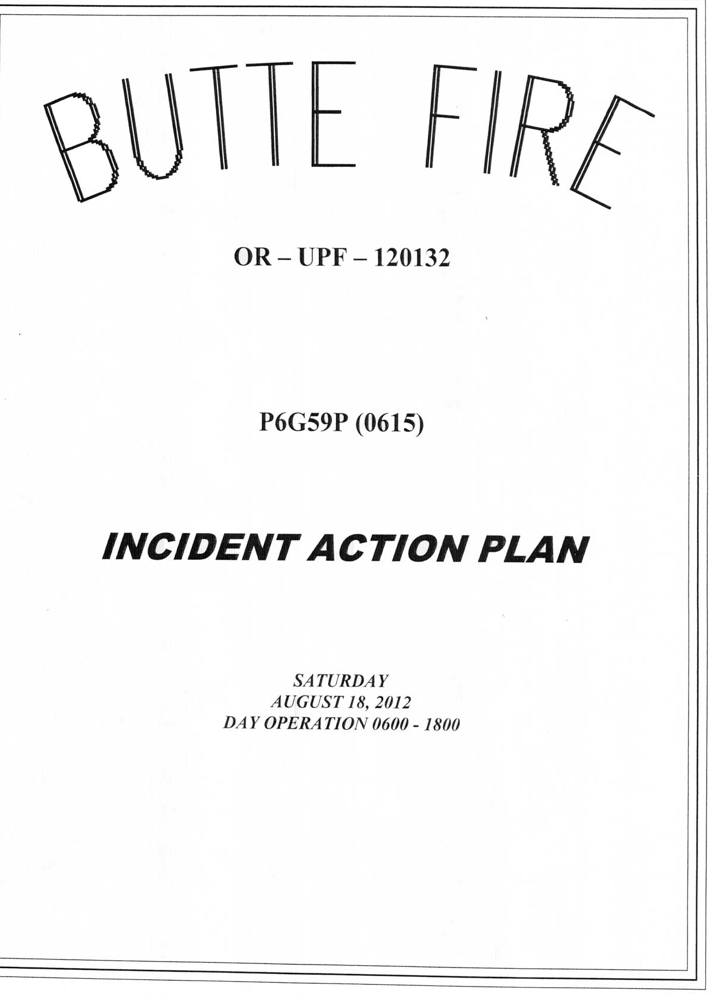 BUTTE FIRE
OR – UPF – 120132
P6G59P (0615)
INCIDENT ACTION PLAN
SATURDAY
AUGUST 18, 2012
DAY OPERATION 0600 - 1800